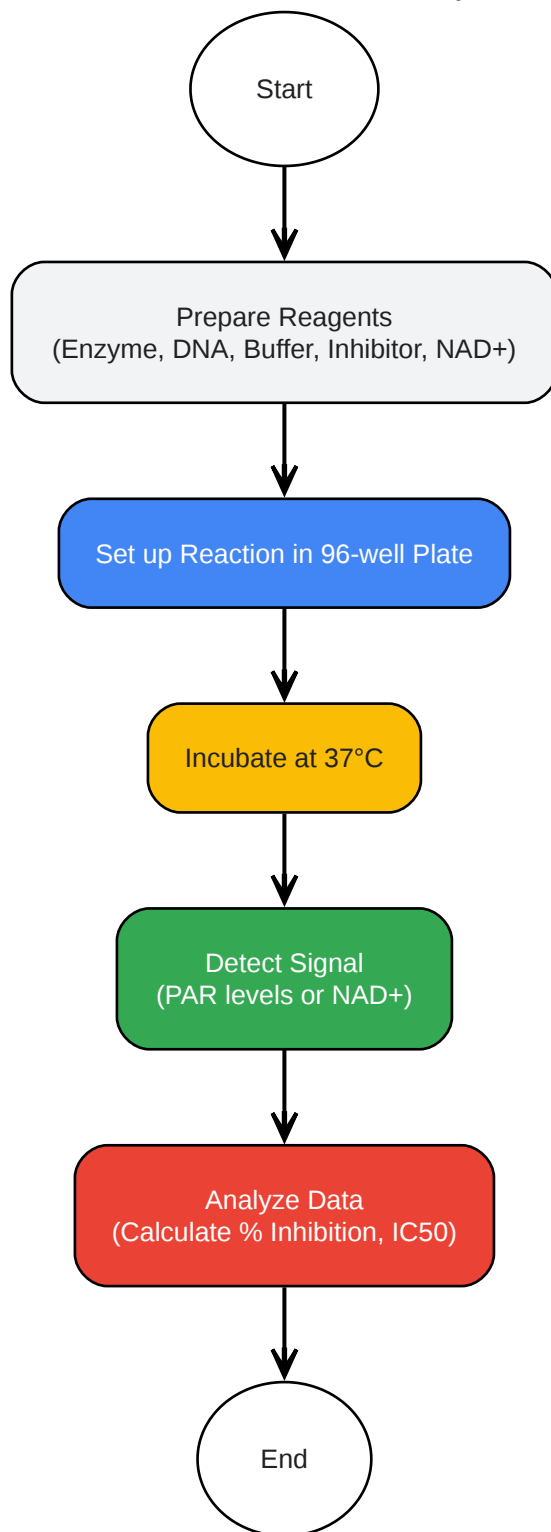 Start
Prepare Reagents
(Enzyme, DNA, Buffer, Inhibitor, NAD+)
Set up Reaction in 96-well Plate
Incubate at 37°C
Detect Signal
(PAR levels or NAD+)
Analyze Data
(Calculate % Inhibition, IC50)
End